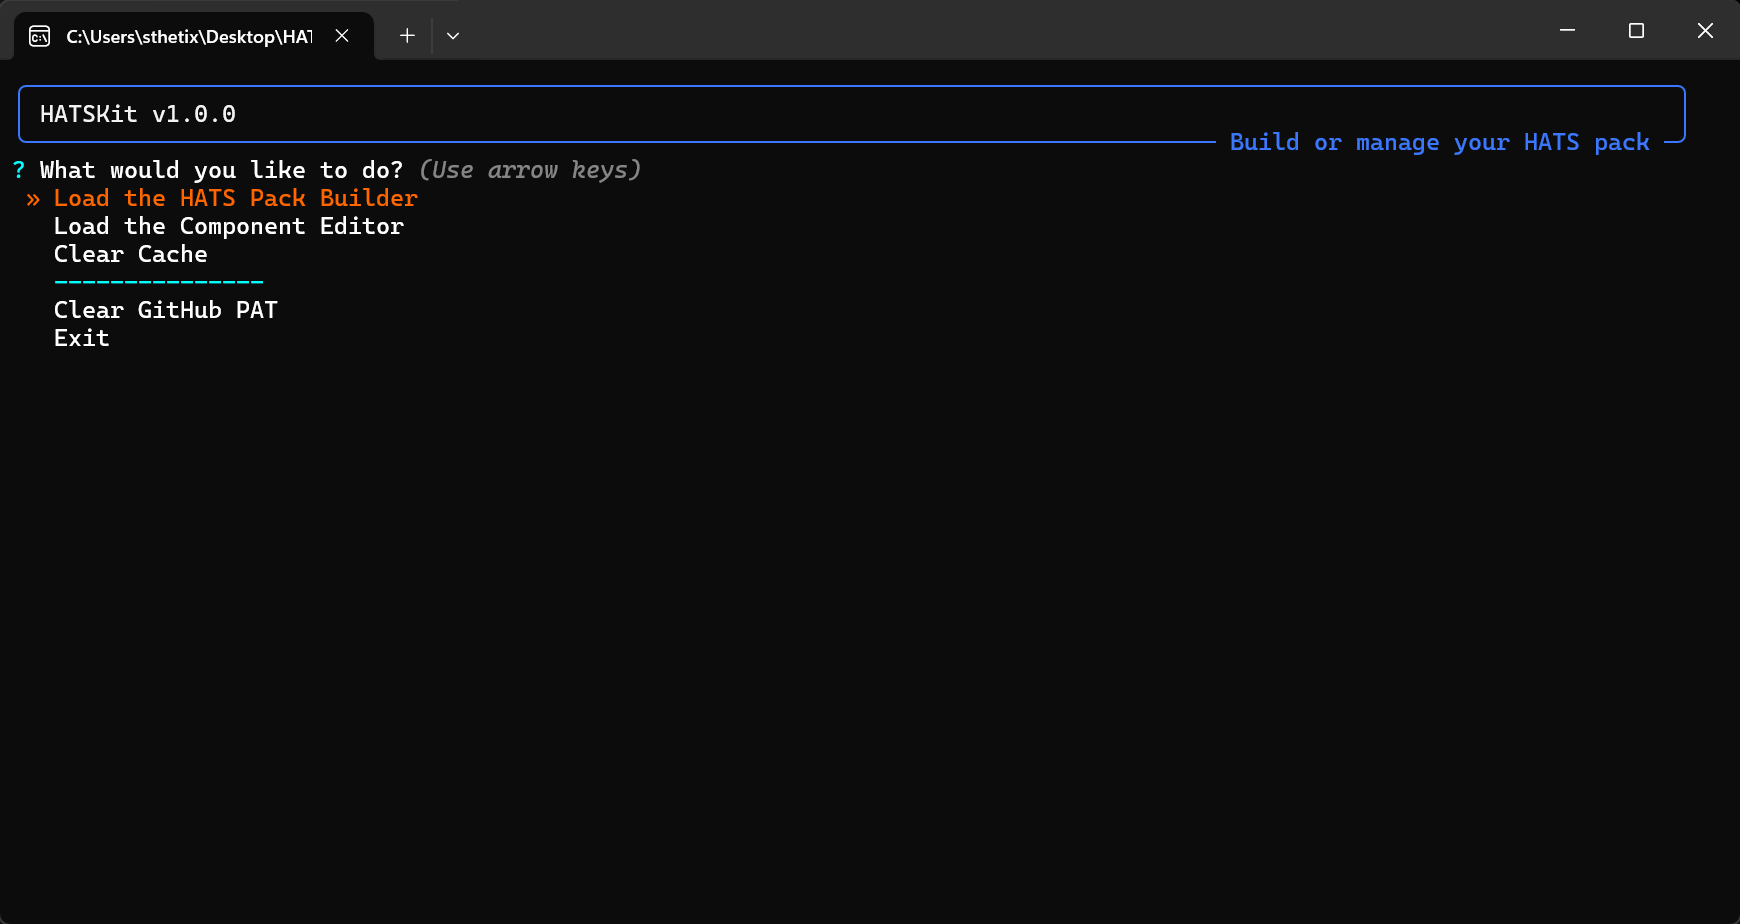 C:\Users\sthetix\Desktop\HAT
HATSKit v1.0.0
Build or manage your HATS pack
? What would you like to do? (Use arrow keys)
» Load the HATS Pack Builder
Load the Component Editor
Clear Cache
---------------
Clear GitHub PAT
Exit